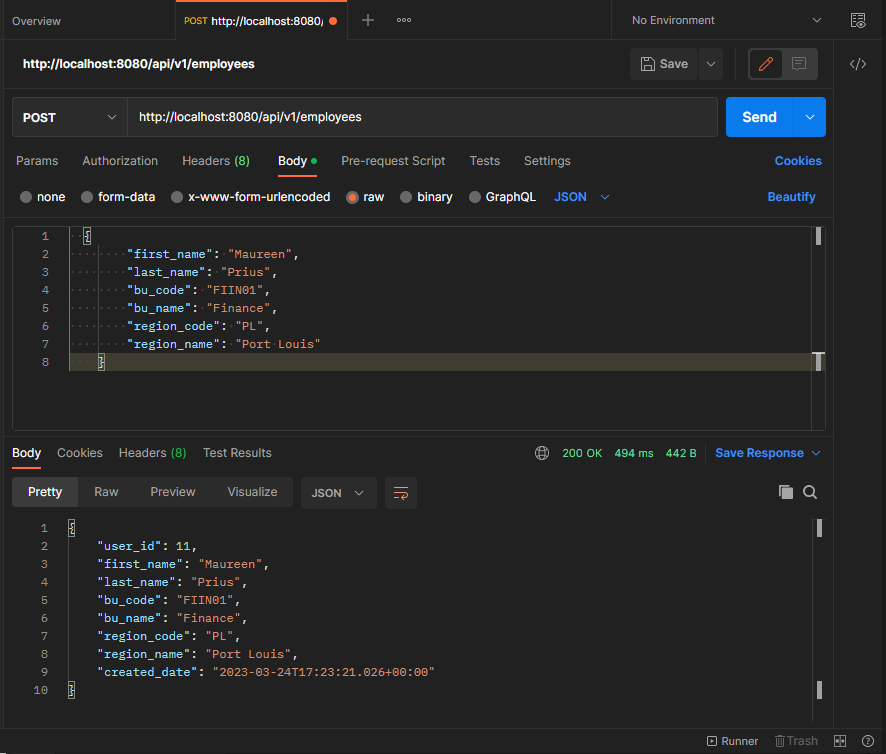 Overview
POST http://localhost:8080/
No Environment
http://localhost:8080/api/v1/employees
Save
POST
http://localhost:8080/api/v1/employees
Send
Params Authorization Headers (8) Body Pre-request Script Tests Settings Cookies
none form-data x-www-form-urlencoded raw binary GraphQL JSON Beautify
1 {
2 "first_name": "Maureen",
3 "last_name": "Prius",
4 "bu_code": "FIIN01",
5 "bu_name": "Finance",
6 "region_code": "PL",
7 "region_name": "Port Louis"
8 }
Body Cookies Headers (8) Test Results 200 OK 494 ms 442 B Save Response
Pretty Raw Preview Visualize JSON
1 {
2 "user_id": 11,
3 "first_name": "Maureen",
4 "last_name": "Prius",
5 "bu_code": "FIIN01",
6 "bu_name": "Finance",
7 "region_code": "PL",
8 "region_name": "Port Louis",
9 "created_date": "2023-03-24T17:23:21.026+00:00"
10 }
Runner Trash